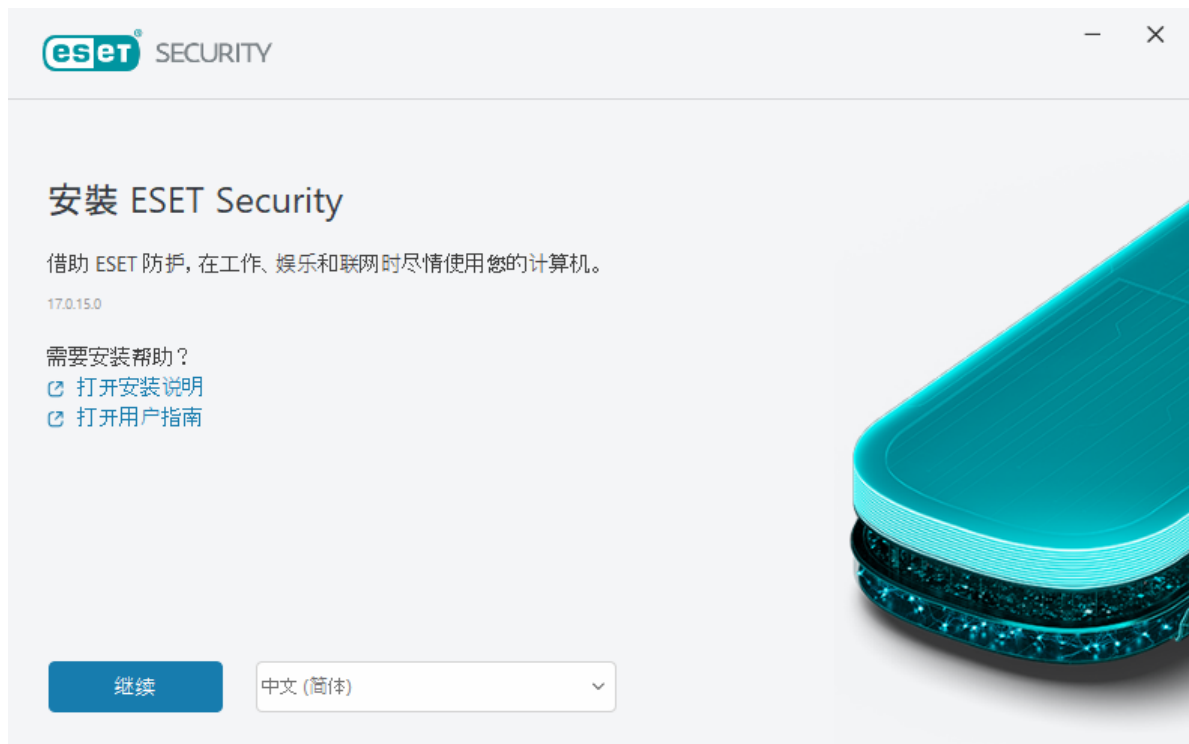 eset® SECURITY
安裝 ESET Security
借助 ESET 防护, 在工作、娱乐和联网时尽情使用您的计算机。
17.0.15.0
需要安装帮助？
打开安装说明
打开用户指南
继续
中文 (简体)